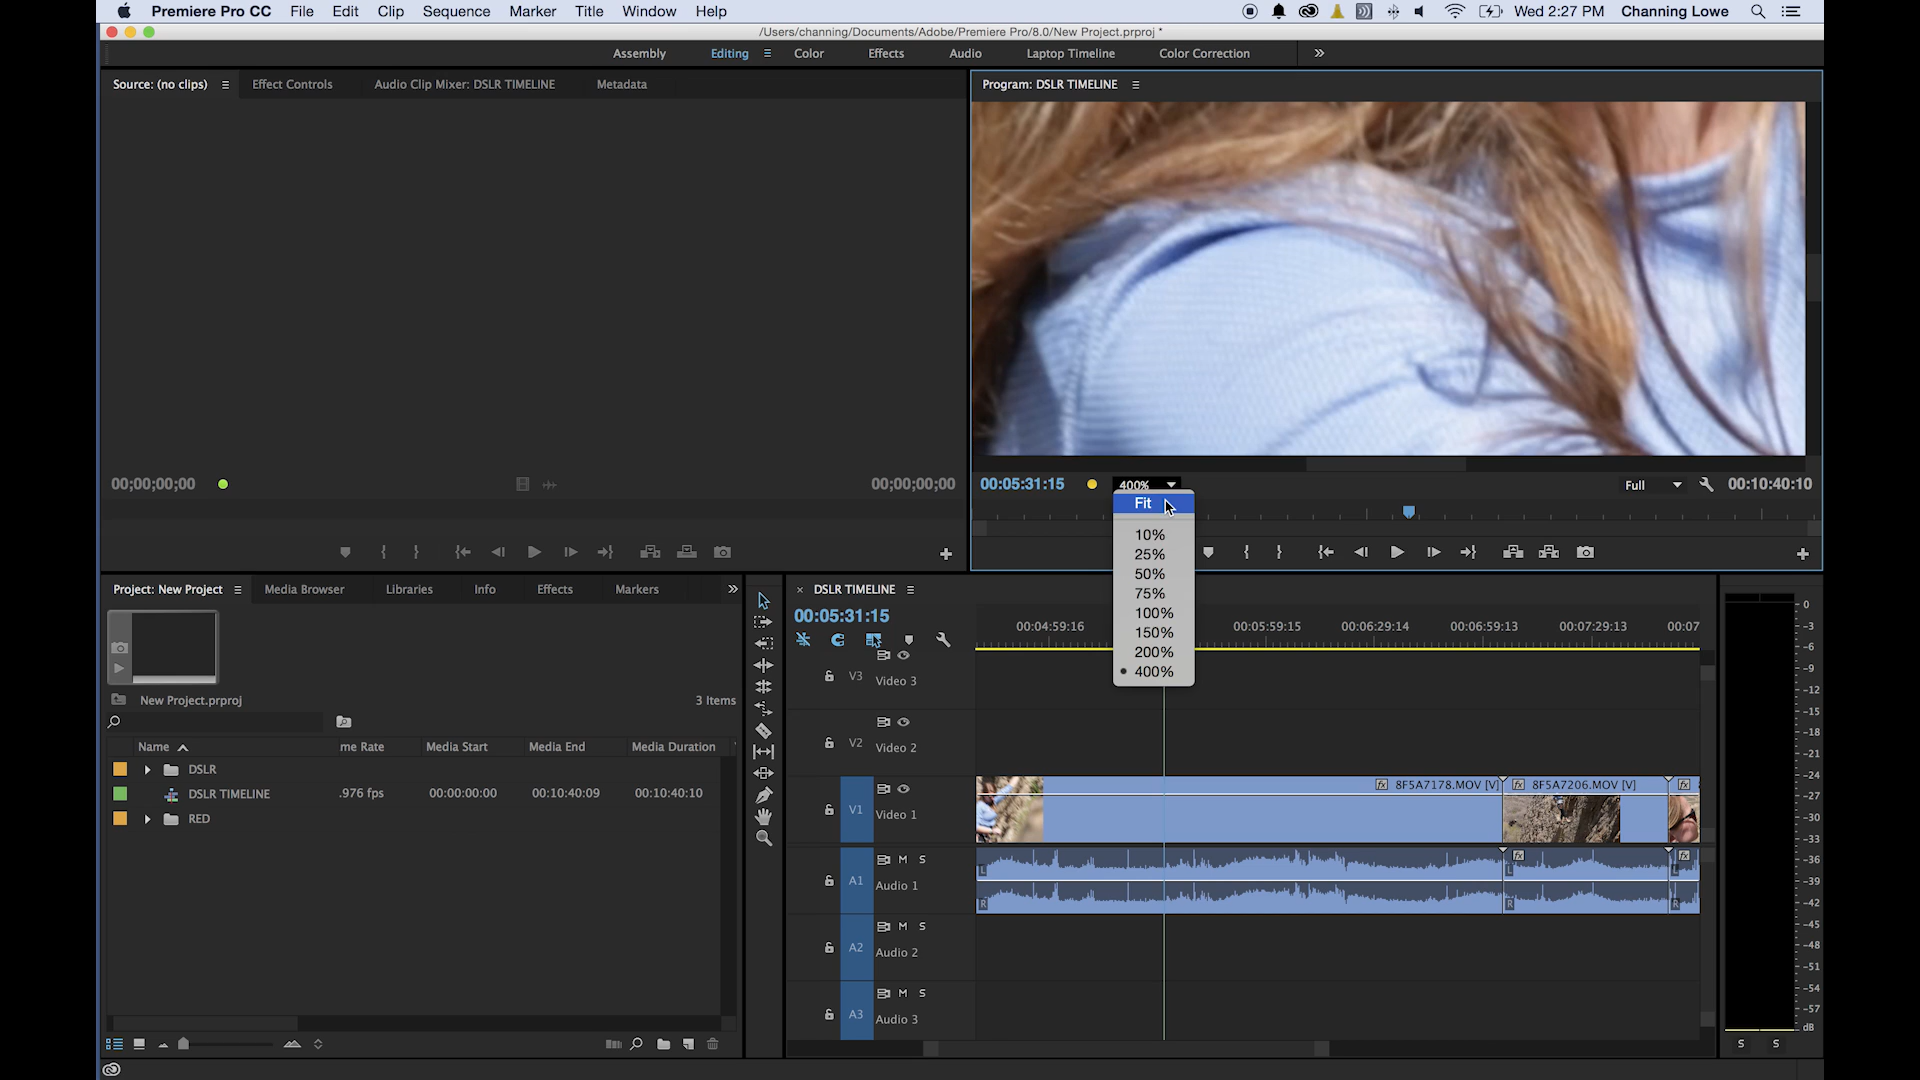 Premiere Pro CC File Edit Clip Sequence Marker Title Window Help Wed 2:27 PM Channing Lowe
/Users/channing/Documents/Adobe/Premiere Pro/8.0/New Project.prproj *
Assembly Editing Color Effects Audio Laptop Timeline Color Correction
Source: (no clips) Effect Controls Audio Clip Mixer: DSLR TIMELINE Metadata
Program: DSLR TIMELINE
00;00;00;00 00;00;00;00
00:05:31:15 400% Full 00:10:40:10
Fit
10%
25%
50%
75%
100%
150%
200%
400%
Project: New Project Media Browser Libraries Info Effects Markers
New Project.prproj 3 Items
Name me Rate Media Start Media End Media Duration
DSLR
DSLR TIMELINE .976 fps 00:00:00:00 00:10:40:09 00:10:40:10
RED
× DSLR TIMELINE
00:05:31:15
00:04:59:16 00:05:59:15 00:06:29:14 00:06:59:13 00:07:29:13 00:07
V3 Video 3
V2 Video 2
fx 8F5A7178.MOV [V] fx 8F5A7206.MOV [V] fx
V1 Video 1
M S
A1 Audio 1
L R fx L R fx L R
M S
A2 Audio 2
M S
A3 Audio 3
0
-3
-6
-9
-12
-15
-18
-21
-24
-27
-30
-33
-36
-39
-42
-45
-48
-51
-54
-57
dB
S S